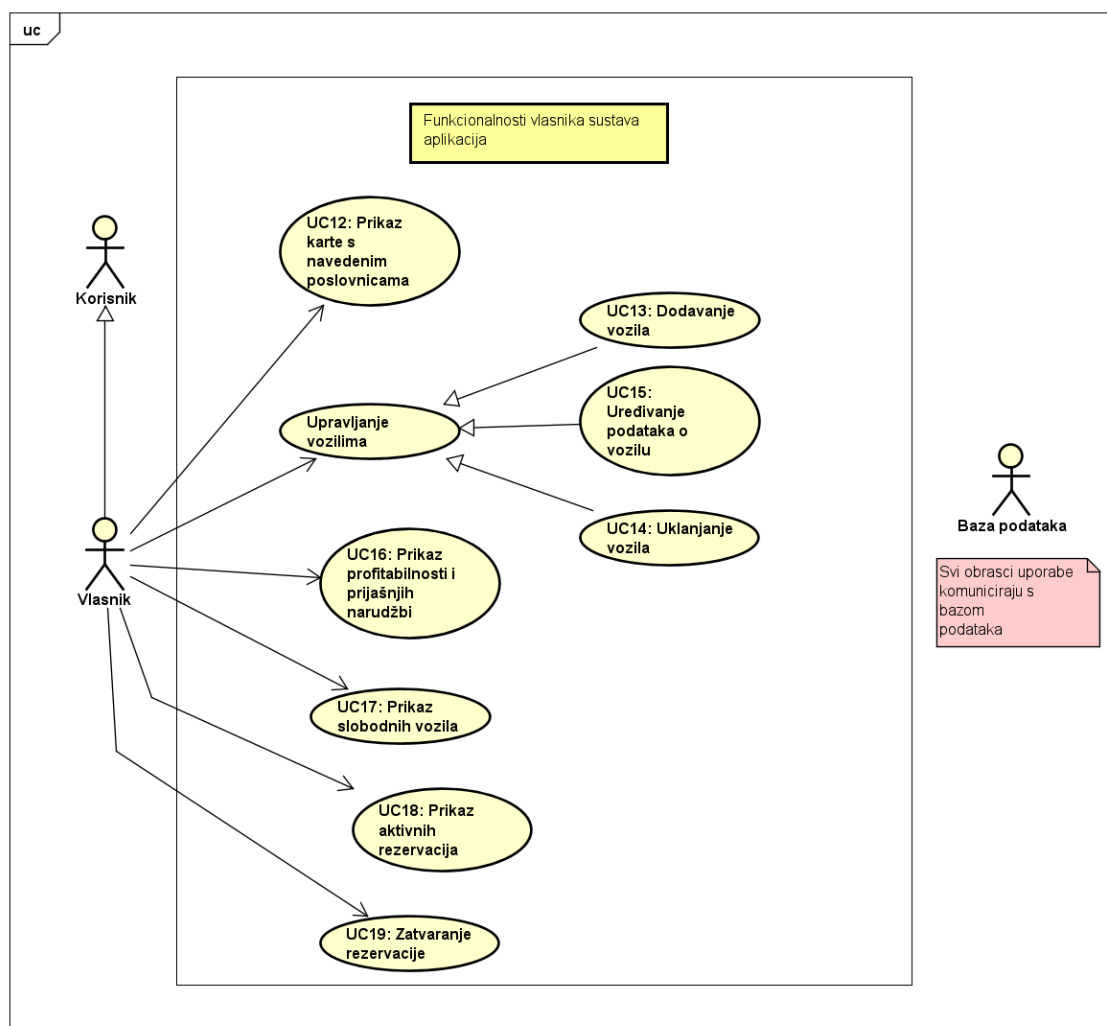 uc
Funkcionalnosti vlasnika sustava
aplikacija
UC12: Prikaz
karte s
navedenim
poslovnicama
Korisnik
UC13: Dodavanje
vozila
UC15:
Uređivanje
podataka o
vozilu
Upravljanje
vozilima
UC14: Uklanjanje
vozila
Baza podataka
Svi obrasci uporabe
komuniciraju s
bazom
podataka
Vlasnik
UC16: Prikaz
profitabilnosti i
prijašnjih
narudžbi
UC17: Prikaz
slobodnih vozila
UC18: Prikaz
aktivnih
rezervacija
UC19: Zatvaranje
rezervacije